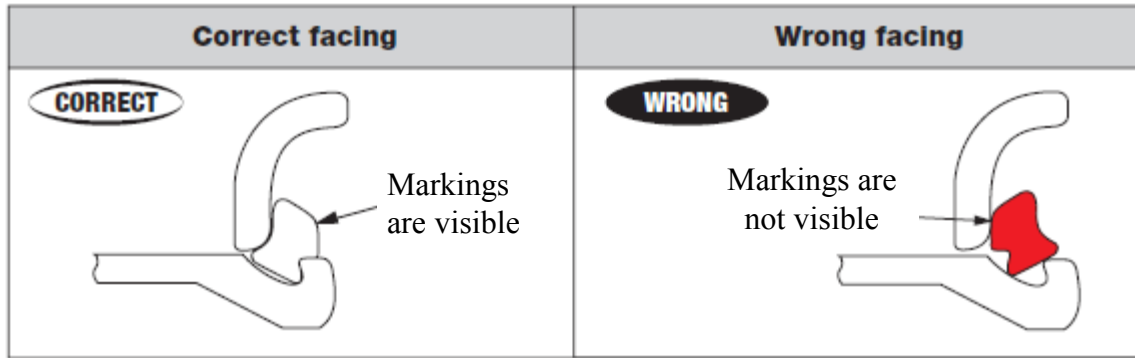 Correct facing
Wrong facing
CORRECT
WRONG
Markings
are visible
Markings are
not visible